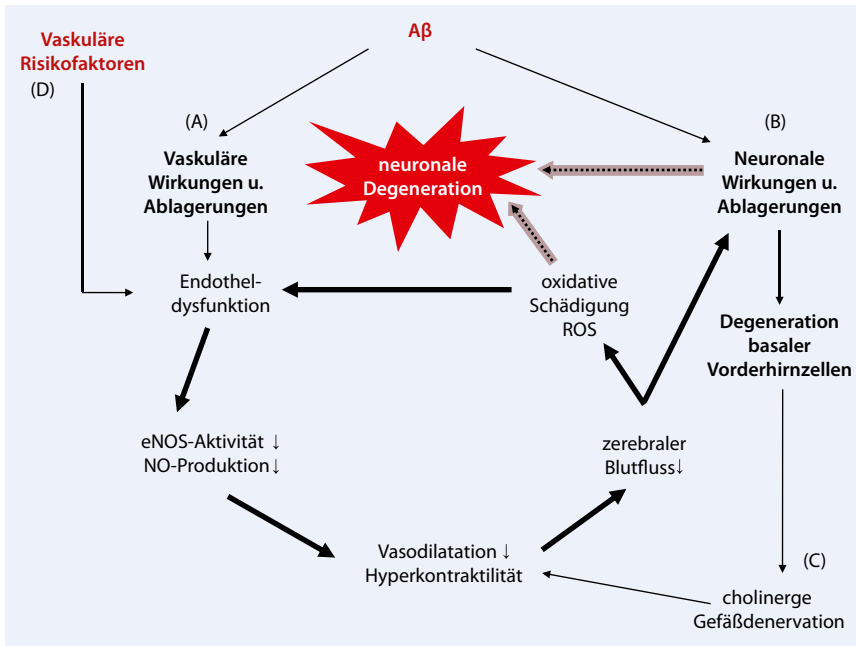 Aβ
Vaskuläre
Risikofaktoren
(D)
(A)
Vaskuläre
Wirkungen u.
Ablagerungen
neuronale
Degeneration
(B)
Neuronale
Wirkungen u.
Ablagerungen
Endothel-
dysfunktion
oxidative
Schädigung
ROS
Degeneration
basaler
Vorderhirnzellen
eNOS-Aktivität ↓
NO-Produktion↓
zerebraler
Blutfluss↓
Vasodilatation ↓
Hyperkontraktilität
(C)
cholinerge
Gefäßdenervation